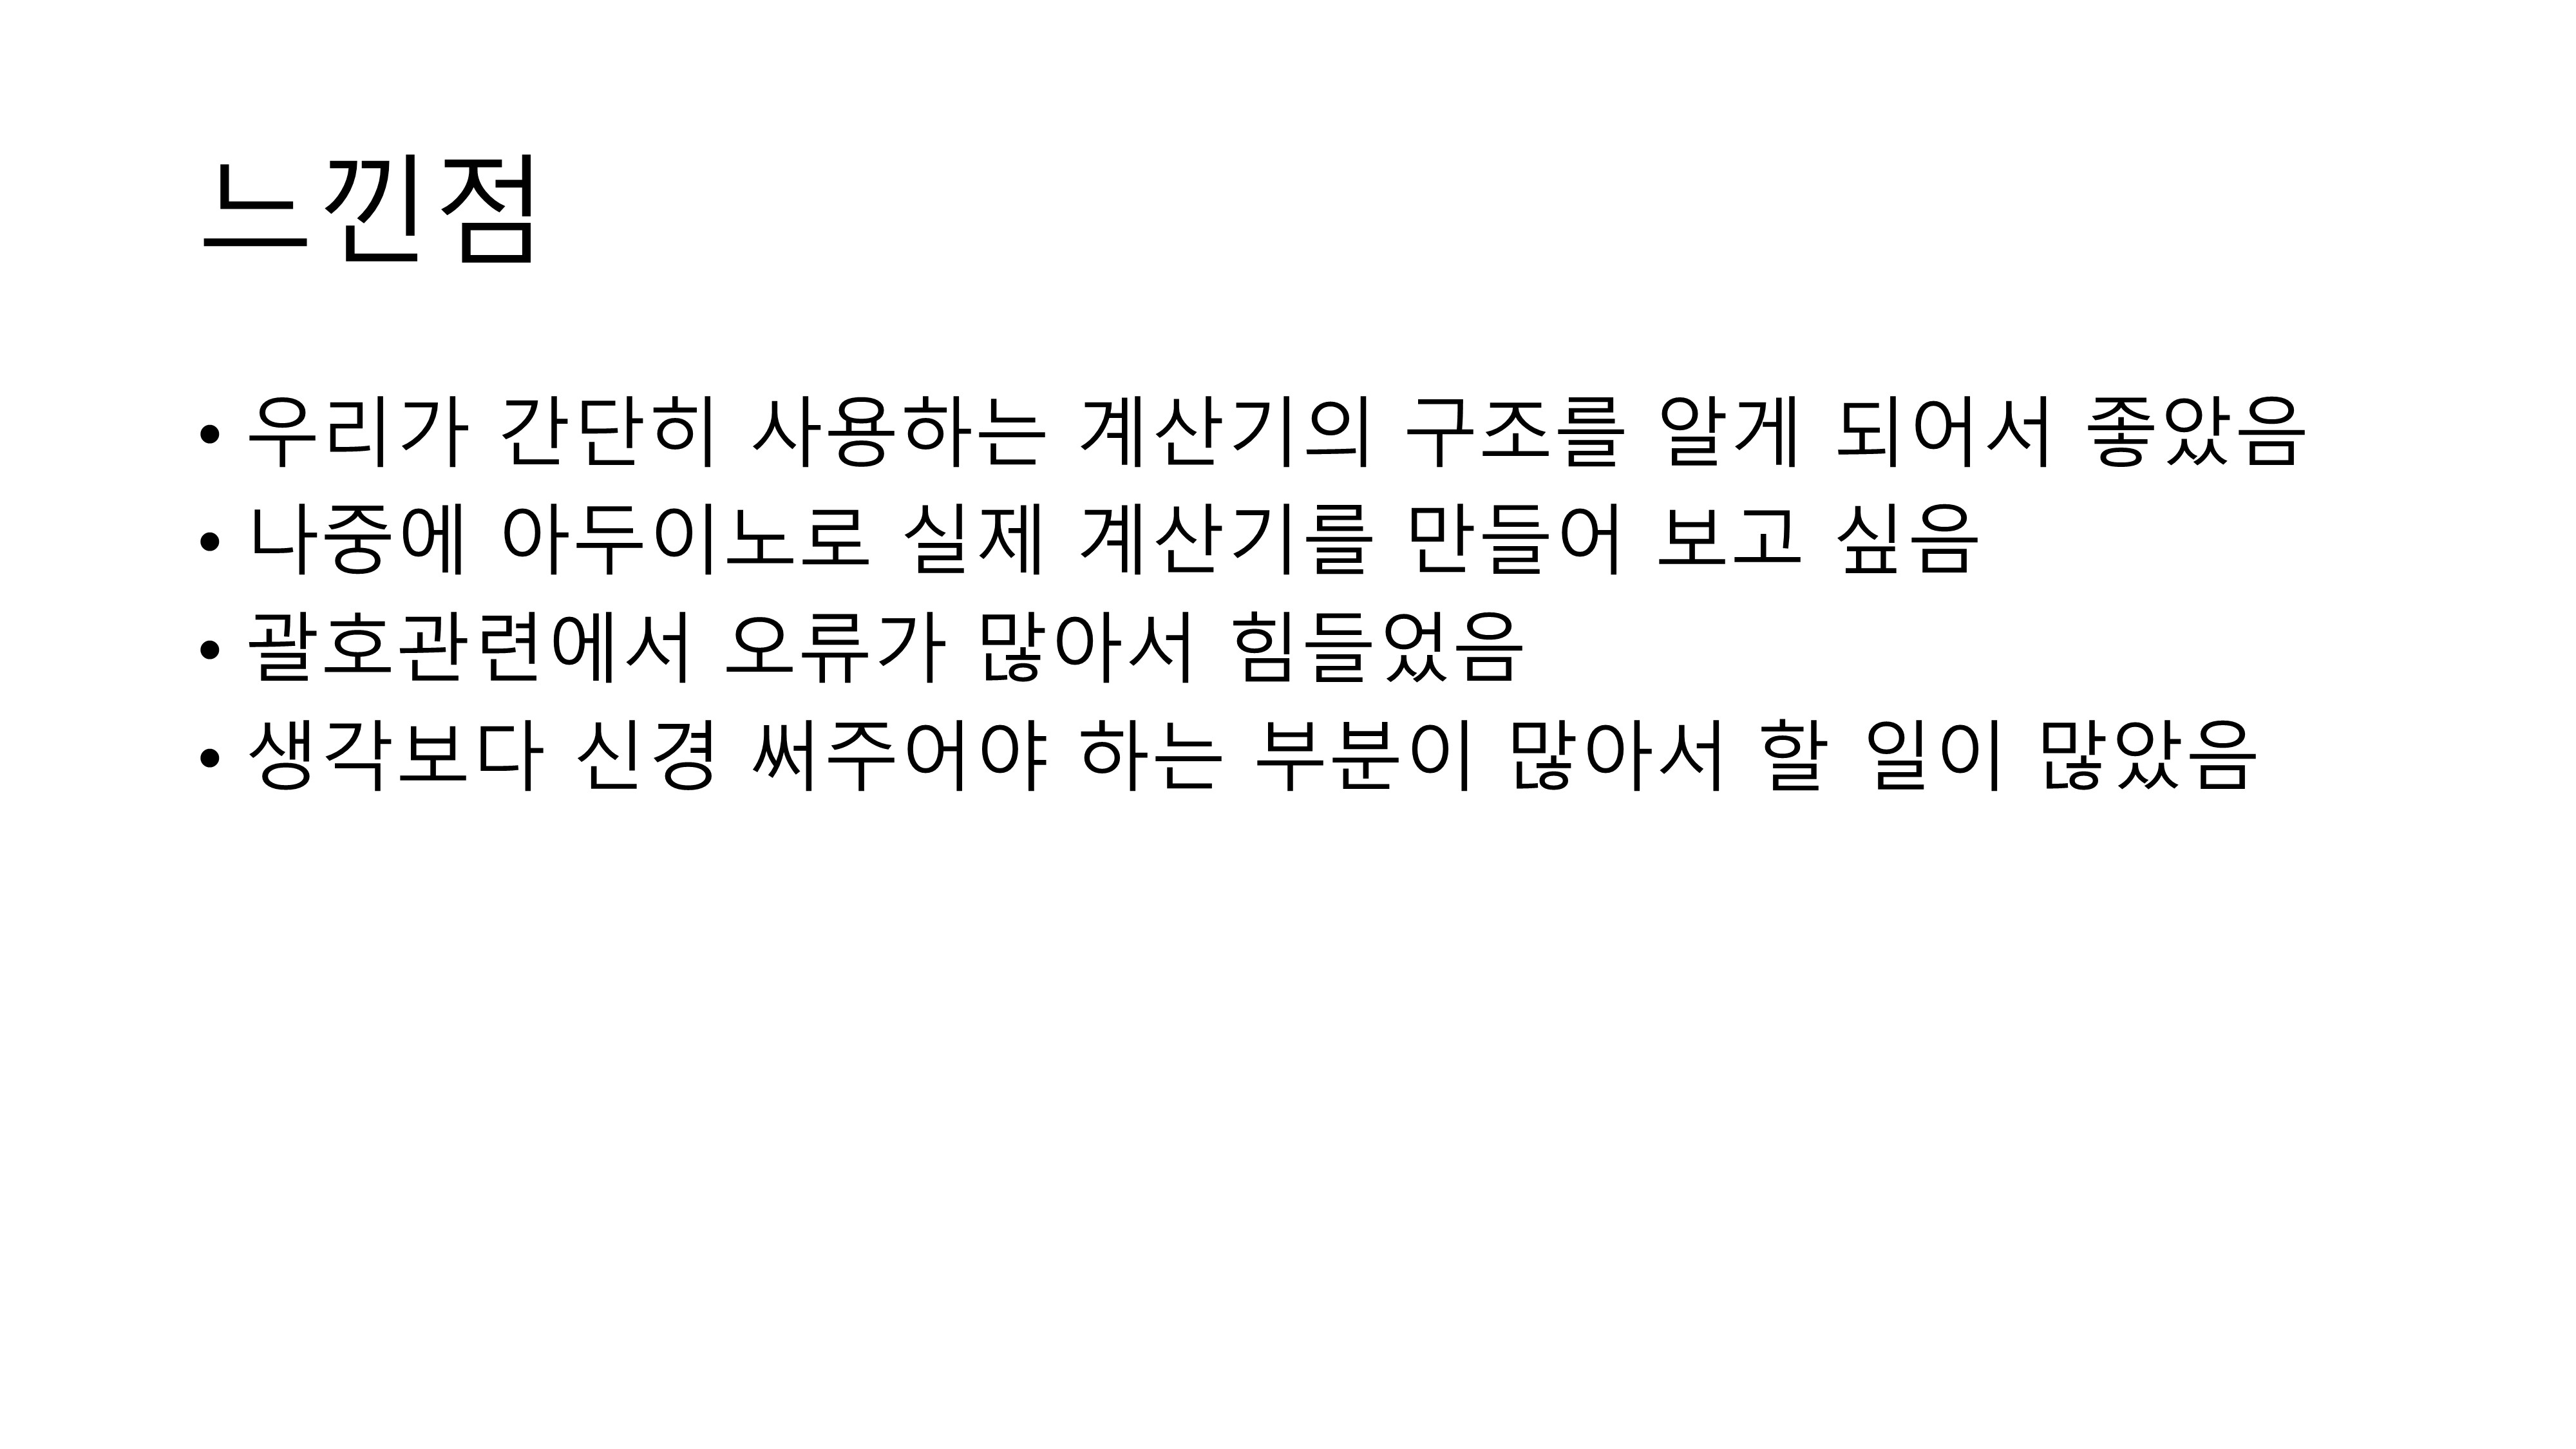 느낀점
• 우리가 간단히 사용하는 계산기의 구조를 알게 되어서 좋았음
• 나중에 아두이노로 실제 계산기를 만들어 보고 싶음
• 괄호관련에서 오류가 많아서 힘들었음
• 생각보다 신경 써주어야 하는 부분이 많아서 할 일이 많았음